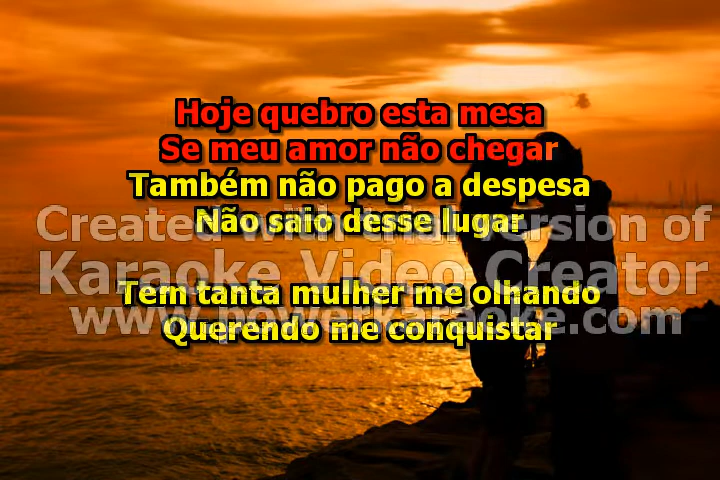 Hoje quebro esta mesa
Se meu amor não chegar
Também não pago a despesa
Não saio desse lugar
Created with trial version of
Karaoke Video Creator
Tem tanta mulher me olhando
www.powerkaraoke.com
Querendo me conquistar